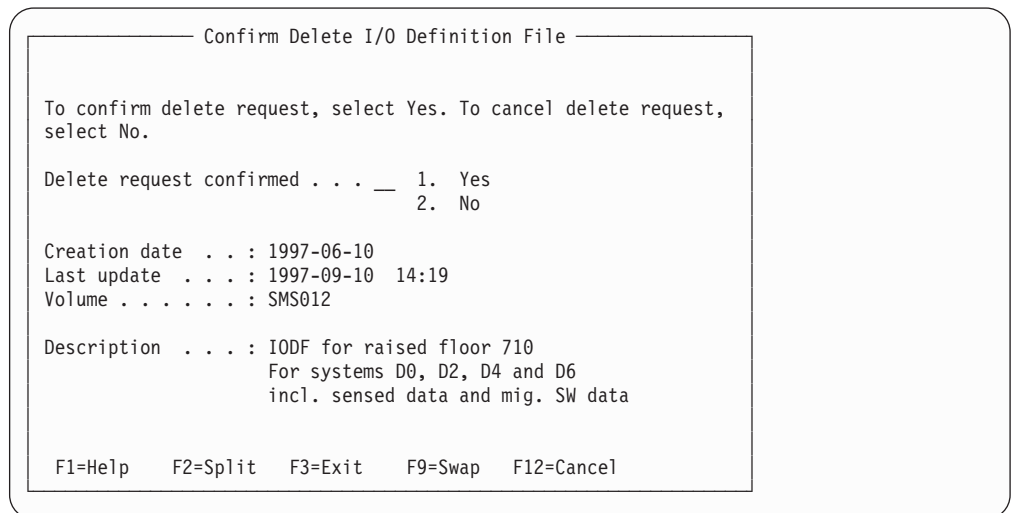 Confirm Delete I/O Definition File
To confirm delete request, select Yes. To cancel delete request,
select No.
Delete request confirmed . . . __ 1. Yes
2. No
Creation date . . : 1997-06-10
Last update . . . : 1997-09-10 14:19
Volume . . . . . . : SMS012
Description . . . : IODF for raised floor 710
For systems D0, D2, D4 and D6
incl. sensed data and mig. SW data
F1=Help F2=Split F3=Exit F9=Swap F12=Cancel